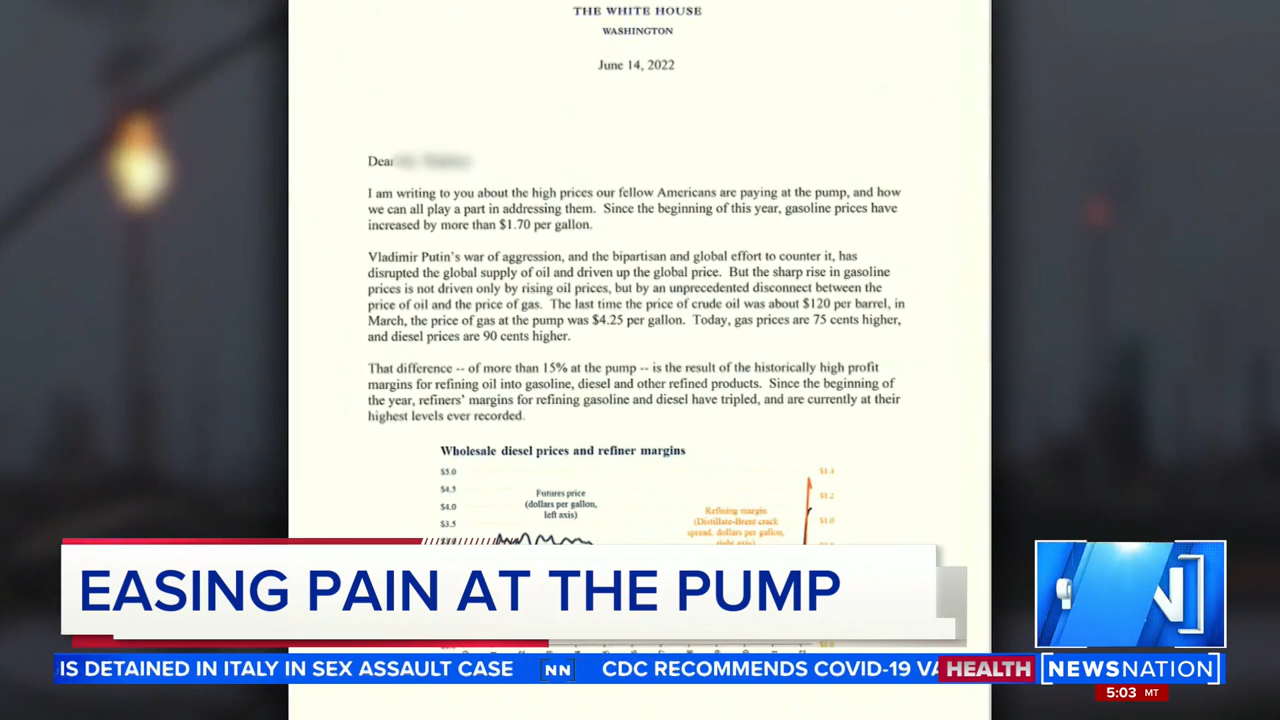 THE WHITE HOUSE
WASHINGTON
June 14, 2022
Dear
I am writing to you about the high prices our fellow Americans are paying at the pump, and how
we can all play a part in addressing them. Since the beginning of this year, gasoline prices have
increased by more than $1.70 per gallon.
Vladimir Putin's war of aggression, and the bipartisan and global effort to counter it, has
disrupted the global supply of oil and driven up the global price. But the sharp rise in gasoline
prices is not driven only by rising oil prices, but by an unprecedented disconnect between the
price of oil and the price of gas. The last time the price of crude oil was about $120 per barrel, in
March, the price of gas at the pump was $4.25 per gallon. Today, gas prices are 75 cents higher,
and diesel prices are 90 cents higher.
That difference -- of more than 15% at the pump -- is the result of the historically high profit
margins for refining oil into gasoline, diesel and other refined products. Since the beginning of
the year, refiners' margins for refining gasoline and diesel have tripled, and are currently at their
highest levels ever recorded.
Wholesale diesel prices and refiner margins
$5.0
$4.5
$4.0
$3.5
Futures price
(dollars per gallon,
left axis)
Refining margin
(Distillate-Brent crack
spread, dollars per gallon,
right axis)
$1.4
$1.2
$1.0
EASING PAIN AT THE PUMP
IS DETAINED IN ITALY IN SEX ASSAULT CASE
NN
CDC RECOMMENDS COVID-19 VA
HEALTH
NEWSNATION
5:03 MT